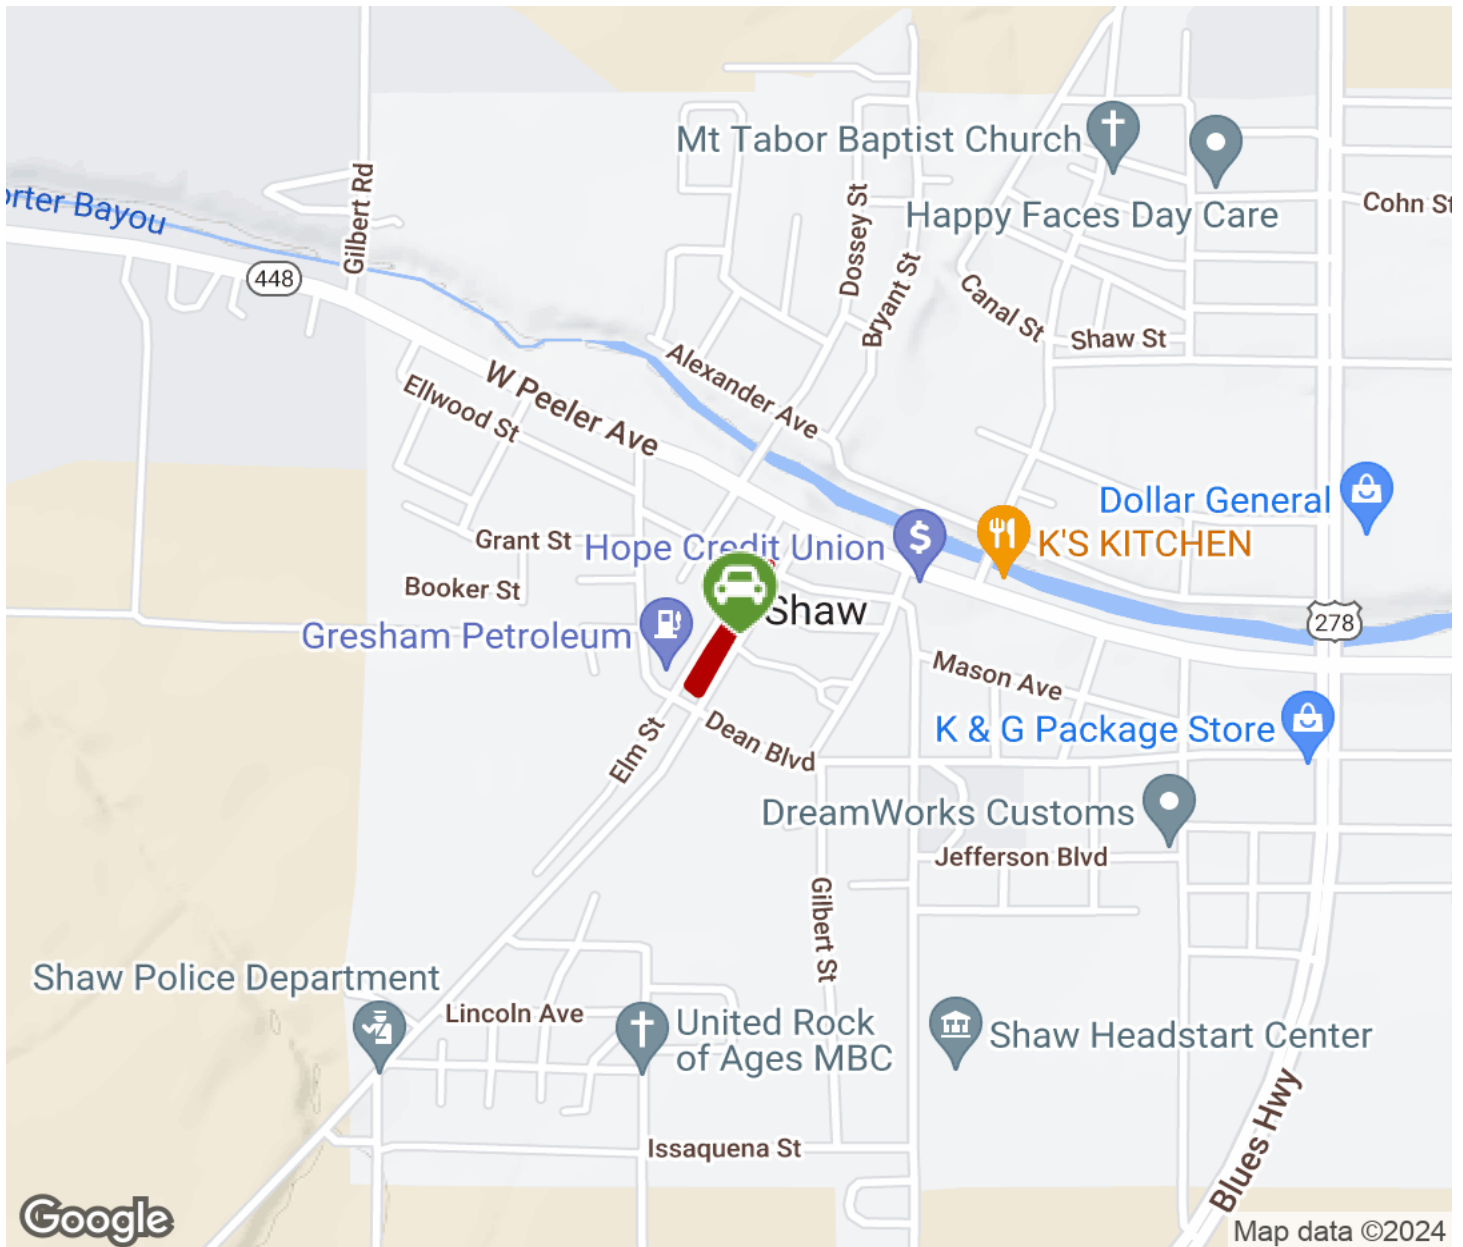 Mt Tabor Baptist Church
Gilbert Rd
Cohn St
orter Bayou
Dossey St
Happy Faces Day Care
448
Bryant St
Canal St
Shaw St
Alexander Ave
W Peeler Ave
Ellwood St
Dollar General
Grant St
Hope Credit Union
$
K'S KITCHEN
Booker St
Shaw
278
Gresham Petroleum
Mason Ave
Elm St
Dean Blvd
K & G Package Store
DreamWorks Customs
Jefferson Blvd
Gilbert St
Shaw Police Department
Lincoln Ave
United Rock
of Ages MBC
Shaw Headstart Center
Issaquena St
Blues Hwy
Google
Map data ©2024